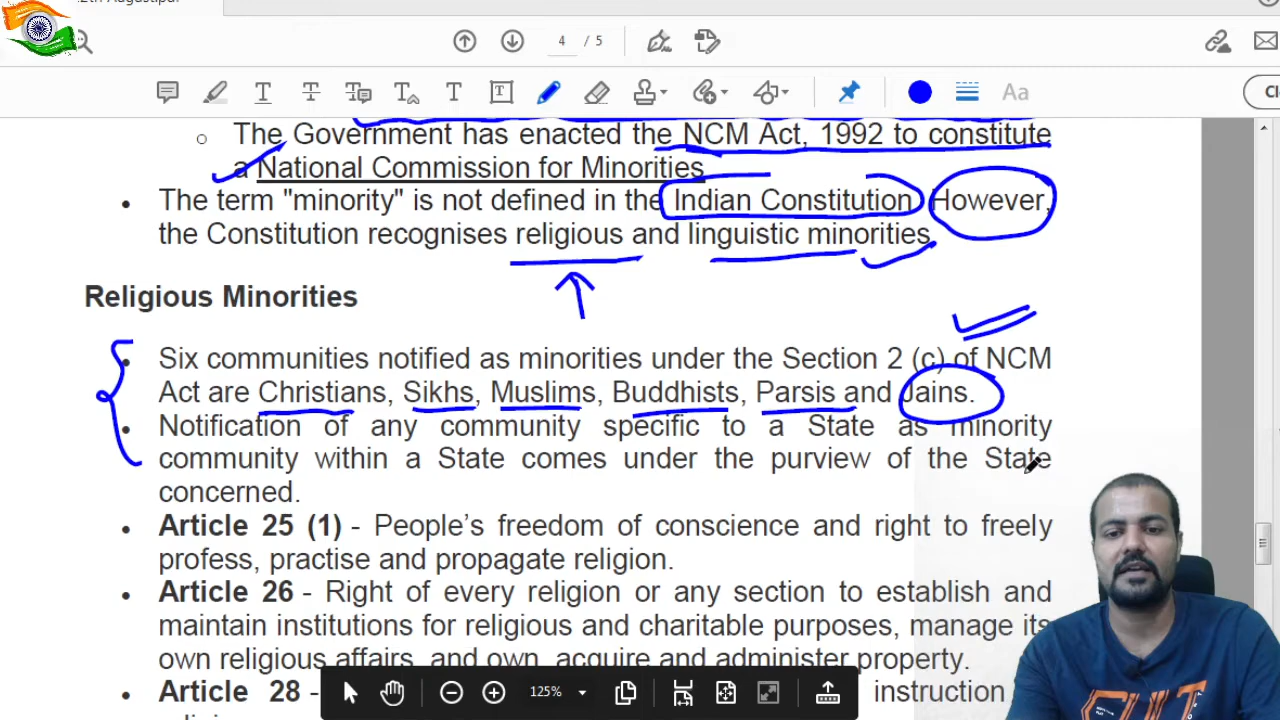 2th August.pdf
4 / 5
Cl
The Government has enacted the NCM Act, 1992 to constitute
a National Commission for Minorities
The term "minority" is not defined in the Indian Constitution However,
the Constitution recognises religious and linguistic minorities
Religious Minorities
Six communities notified as minorities under the Section 2 (c) of NCM
Act are Christians, Sikhs, Muslims, Buddhists, Parsis and Jains.
Notification of any community specific to a State as minority
community within a State comes under the purview of the State
concerned.
Article 25 (1) - People’s freedom of conscience and right to freely
profess, practise and propagate religion.
Article 26 - Right of every religion or any section to establish and
maintain institutions for religious and charitable purposes, manage its
own religious affairs, and own, acquire and administer property.
Article 28 - instruction
125%
CULT